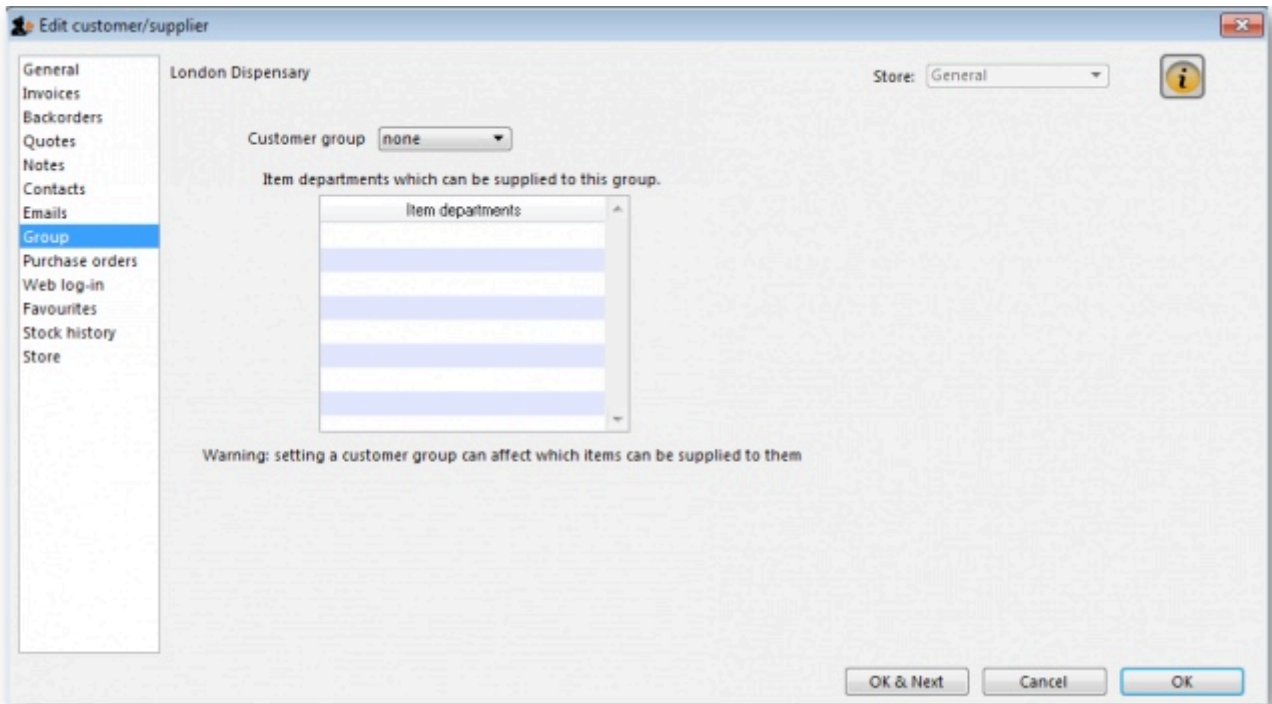 Edit customer/supplier
General
Invoices
Backorders
Quotes
Notes
Contacts
Emails
Group
Purchase orders
Web log-in
Favourites
Stock history
Store
London Dispensary
Store: General
i
Customer group none
Item departments which can be supplied to this group.
Item departments
Warning: setting a customer group can affect which items can be supplied to them
OK & Next Cancel OK